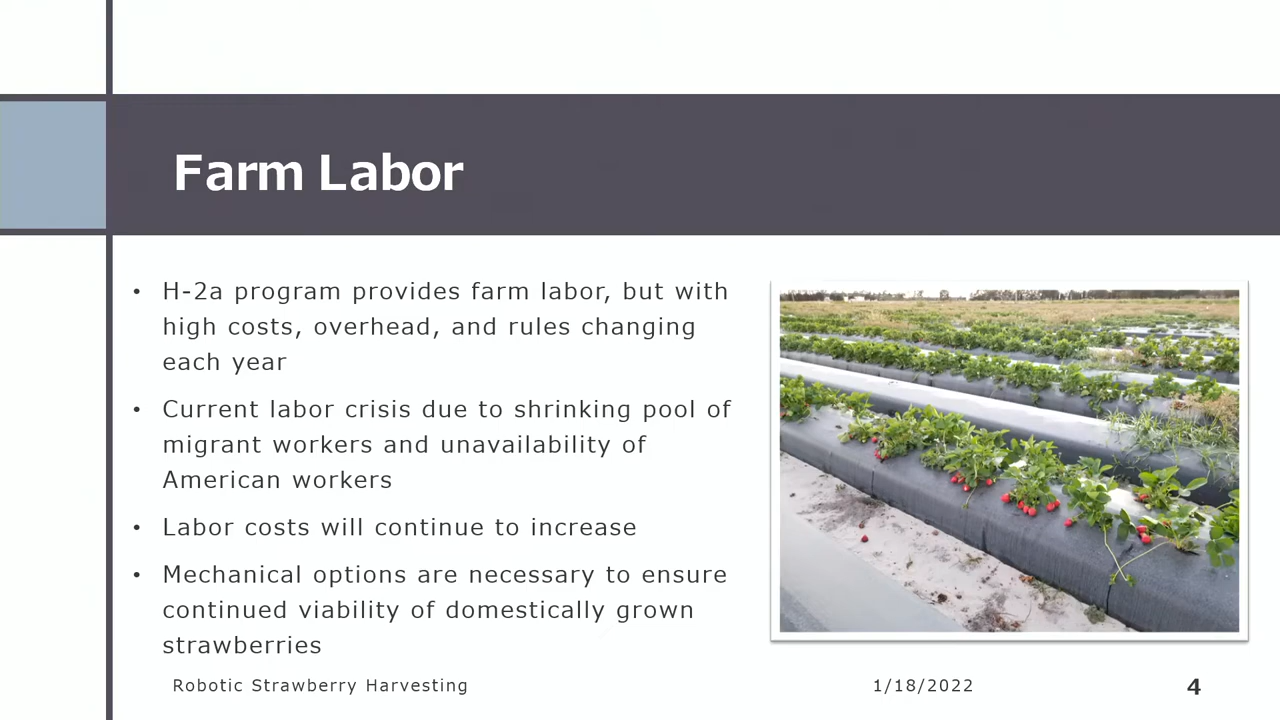 Farm Labor
• H-2a program provides farm labor, but with
high costs, overhead, and rules changing
each year
• Current labor crisis due to shrinking pool of
migrant workers and unavailability of
American workers
• Labor costs will continue to increase
• Mechanical options are necessary to ensure
continued viability of domestically grown
strawberries
Robotic Strawberry Harvesting
1/18/2022
4